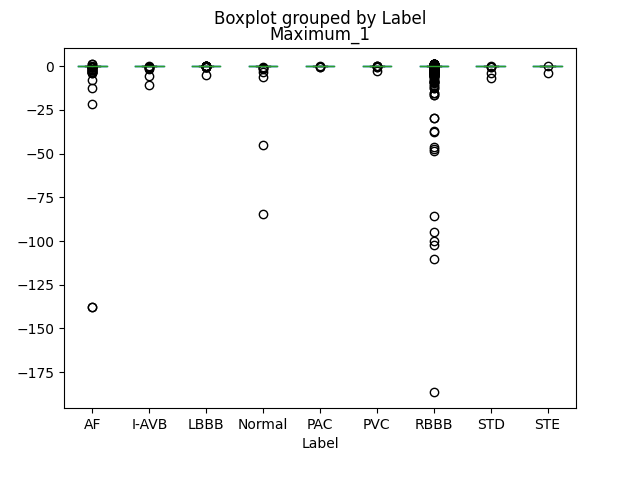 Boxplot grouped by Label
Maximum_1
0
−25
−50
−75
−100
−125
−150
−175
AF I-AVB LBBB Normal PAC PVC RBBB STD STE
Label